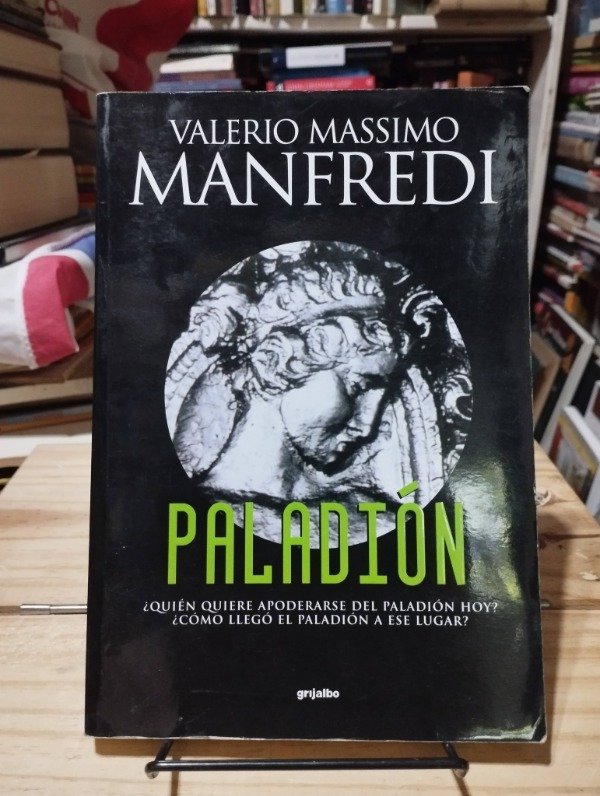 VALERIO MASSIMO
MANFREDI
PALADIÓN
¿QUIÉN QUIERE APODERARSE DEL PALADIÓN HOY?
¿CÓMO LLEGÓ EL PALADIÓN A ESE LUGAR?
grijalbo